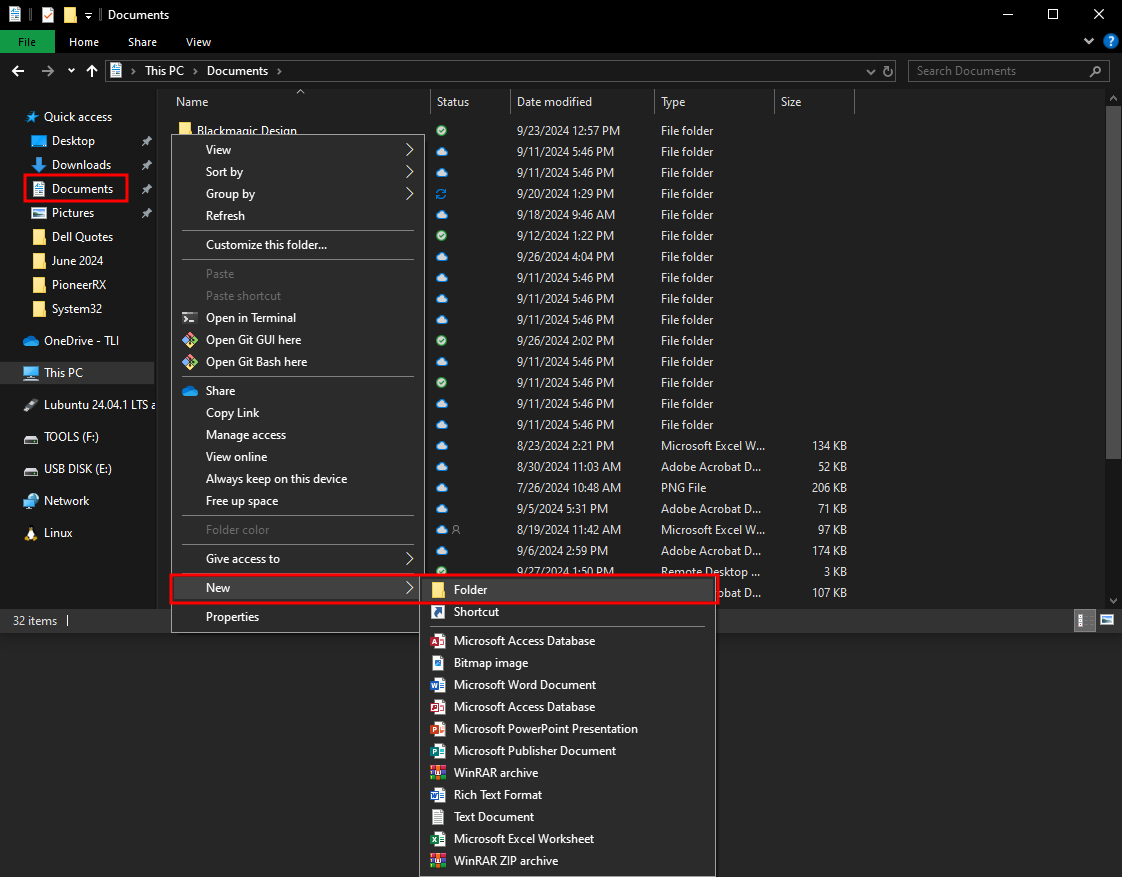 Documents
File Home Share View
This PC > Documents >
Search Documents
Name Status Date modified Type Size
Quick access
Desktop
Downloads
Documents
Pictures
Dell Quotes
June 2024
PioneerRX
System32
OneDrive - TLI
This PC
Lubuntu 24.04.1 LTS a
TOOLS (F:)
USB DISK (E:)
Network
Linux
Blackmagic Design 9/23/2024 12:57 PM File folder
9/11/2024 5:46 PM File folder
9/11/2024 5:46 PM File folder
9/20/2024 1:29 PM File folder
9/18/2024 9:46 AM File folder
9/12/2024 1:22 PM File folder
9/26/2024 4:04 PM File folder
9/11/2024 5:46 PM File folder
9/11/2024 5:46 PM File folder
9/11/2024 5:46 PM File folder
9/26/2024 2:02 PM File folder
9/11/2024 5:46 PM File folder
9/11/2024 5:46 PM File folder
9/11/2024 5:46 PM File folder
9/11/2024 5:46 PM File folder
8/23/2024 2:21 PM Microsoft Excel W... 134 KB
8/30/2024 11:03 AM Adobe Acrobat D... 52 KB
7/26/2024 10:48 AM PNG File 206 KB
9/5/2024 5:31 PM Adobe Acrobat D... 71 KB
8/19/2024 11:42 AM Microsoft Excel W... 97 KB
9/6/2024 2:59 PM Adobe Acrobat D... 174 KB
9/27/2024 1:50 PM Remote Desktop ... 3 KB
obat D... 107 KB
View
Sort by
Group by
Refresh
Customize this folder...
Paste
Paste shortcut
Open in Terminal
Open Git GUI here
Open Git Bash here
Share
Copy Link
Manage access
View online
Always keep on this device
Free up space
Folder color
Give access to
New
Properties
Folder
Shortcut
Microsoft Access Database
Bitmap image
Microsoft Word Document
Microsoft Access Database
Microsoft PowerPoint Presentation
Microsoft Publisher Document
WinRAR archive
Rich Text Format
Text Document
Microsoft Excel Worksheet
WinRAR ZIP archive
32 items